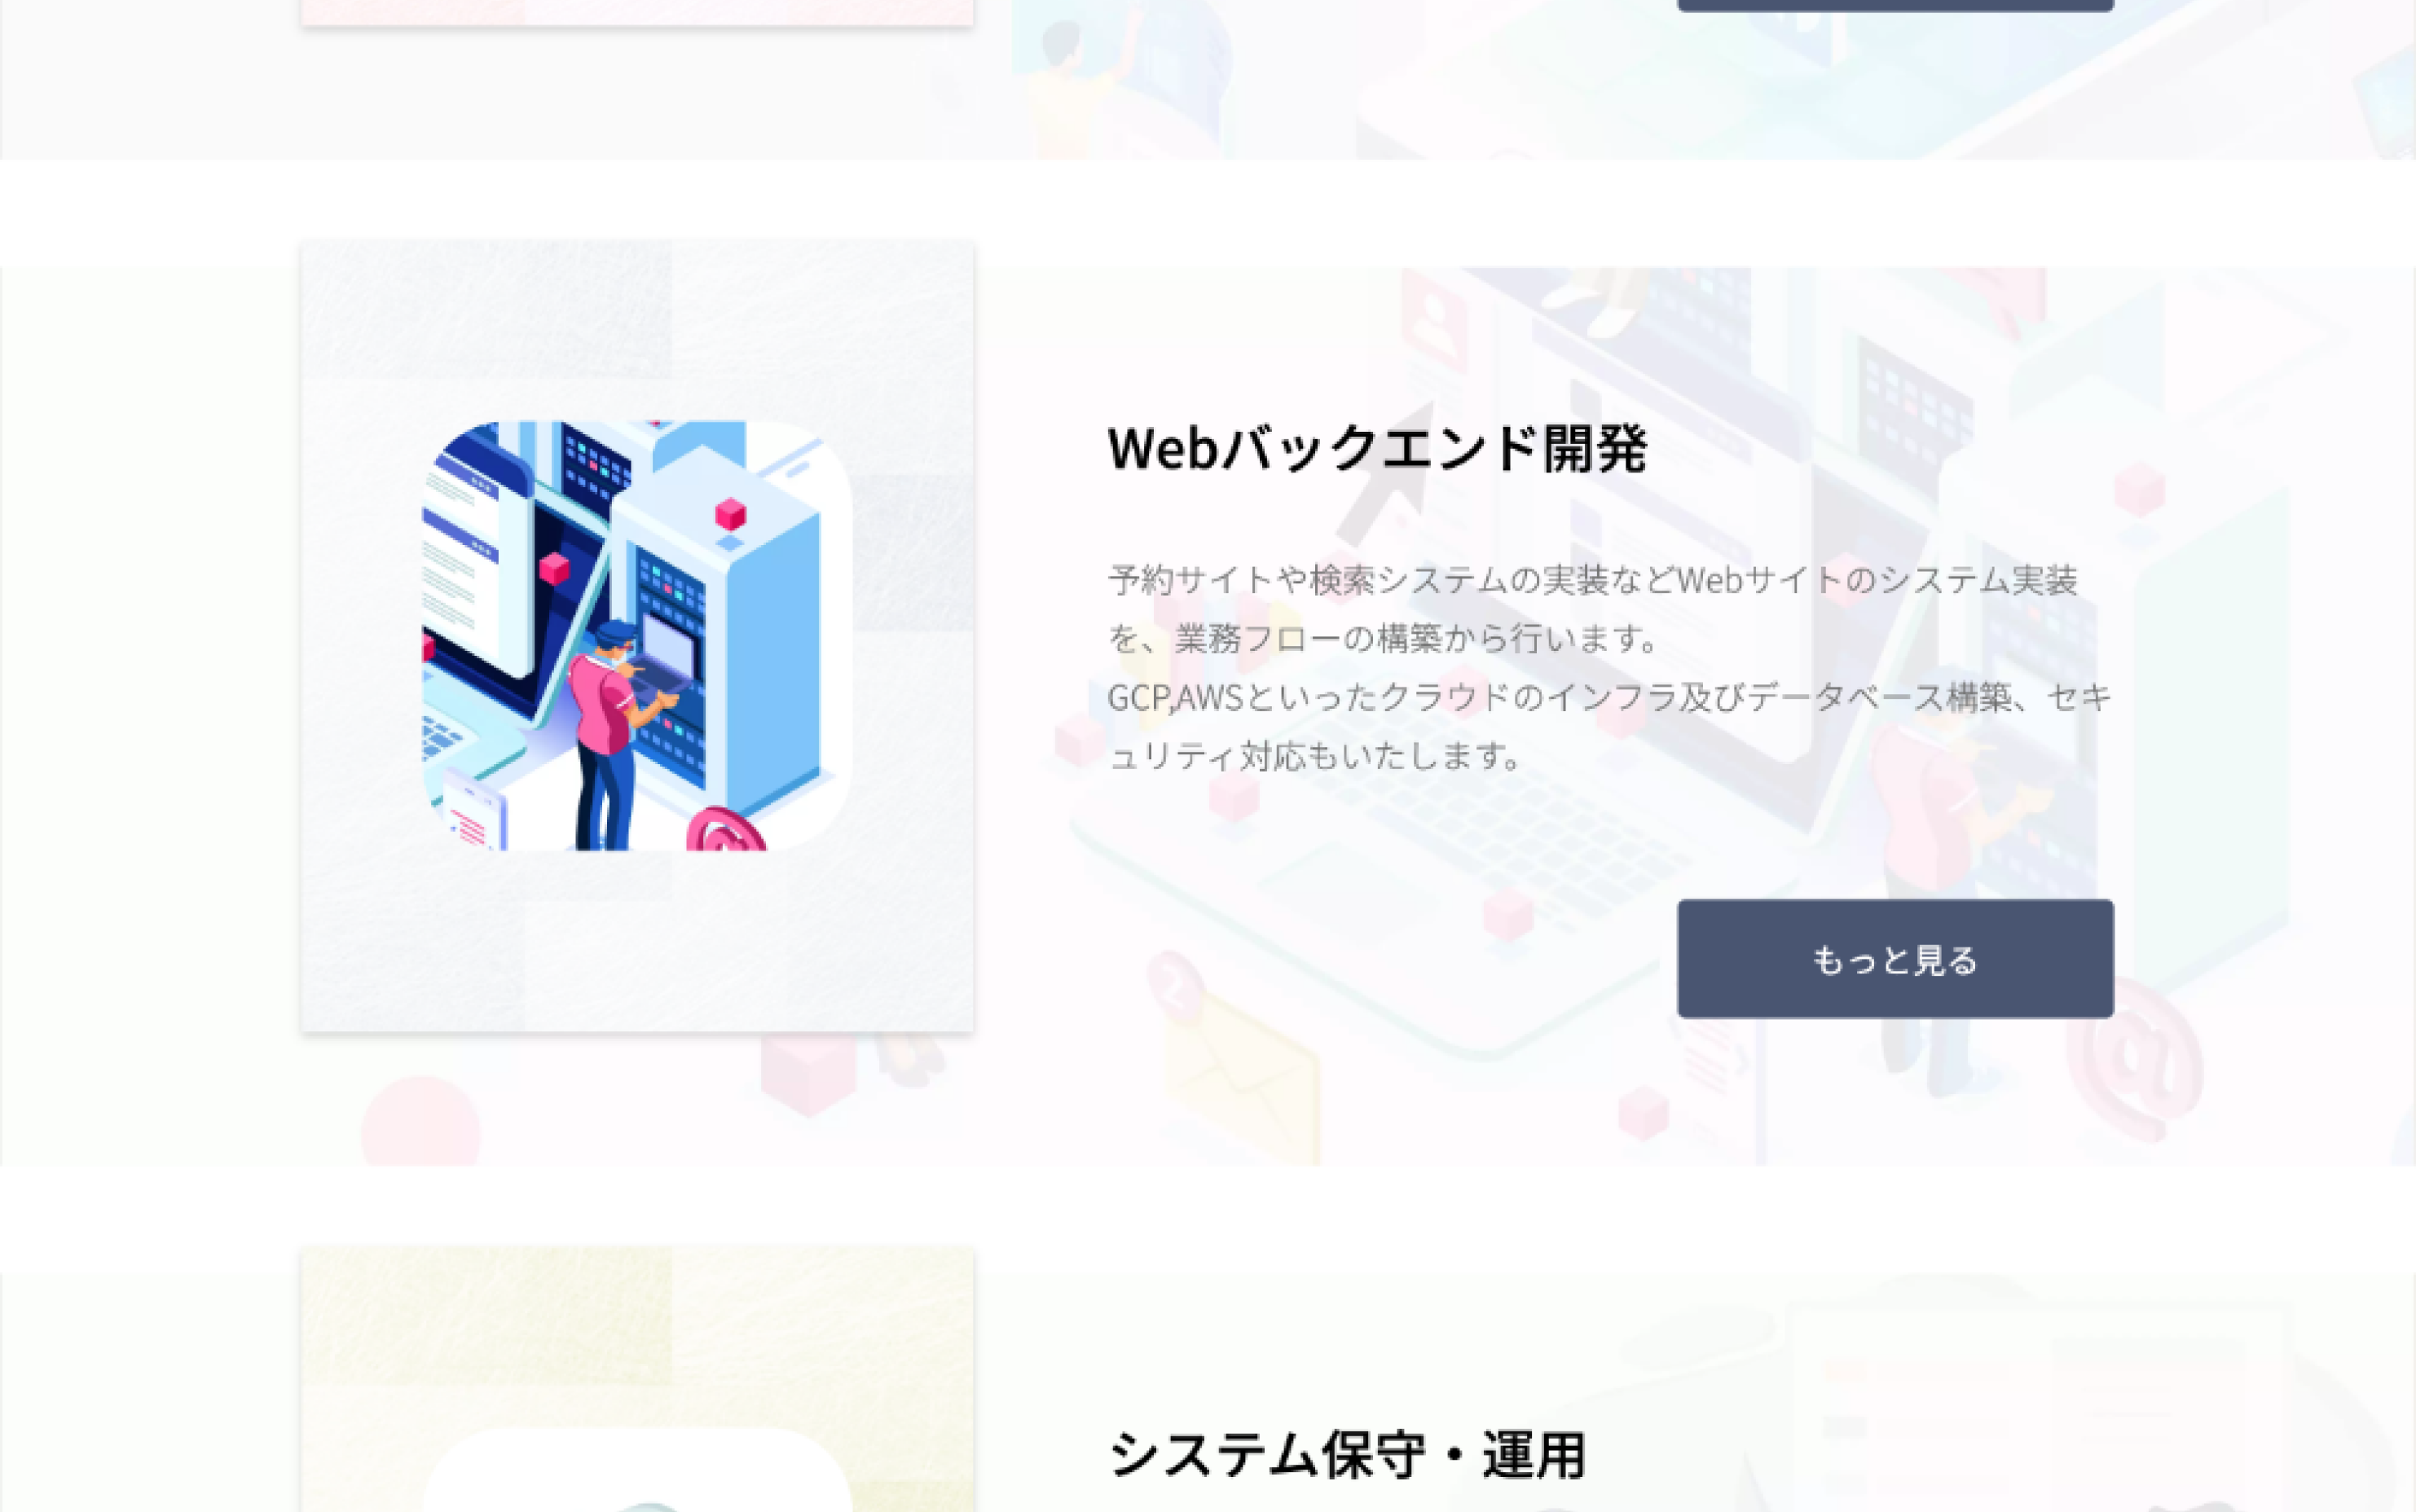 Webバックエンド開発
予約サイトや検索システムの実装などWebサイトのシステム実装
を、業務フローの構築から行います。
GCP,AWSといったクラウドのインフラ及びデータベース構築、セキ
ュリティ対応もいたします。
2
もっと見る
@
システム保守・運用